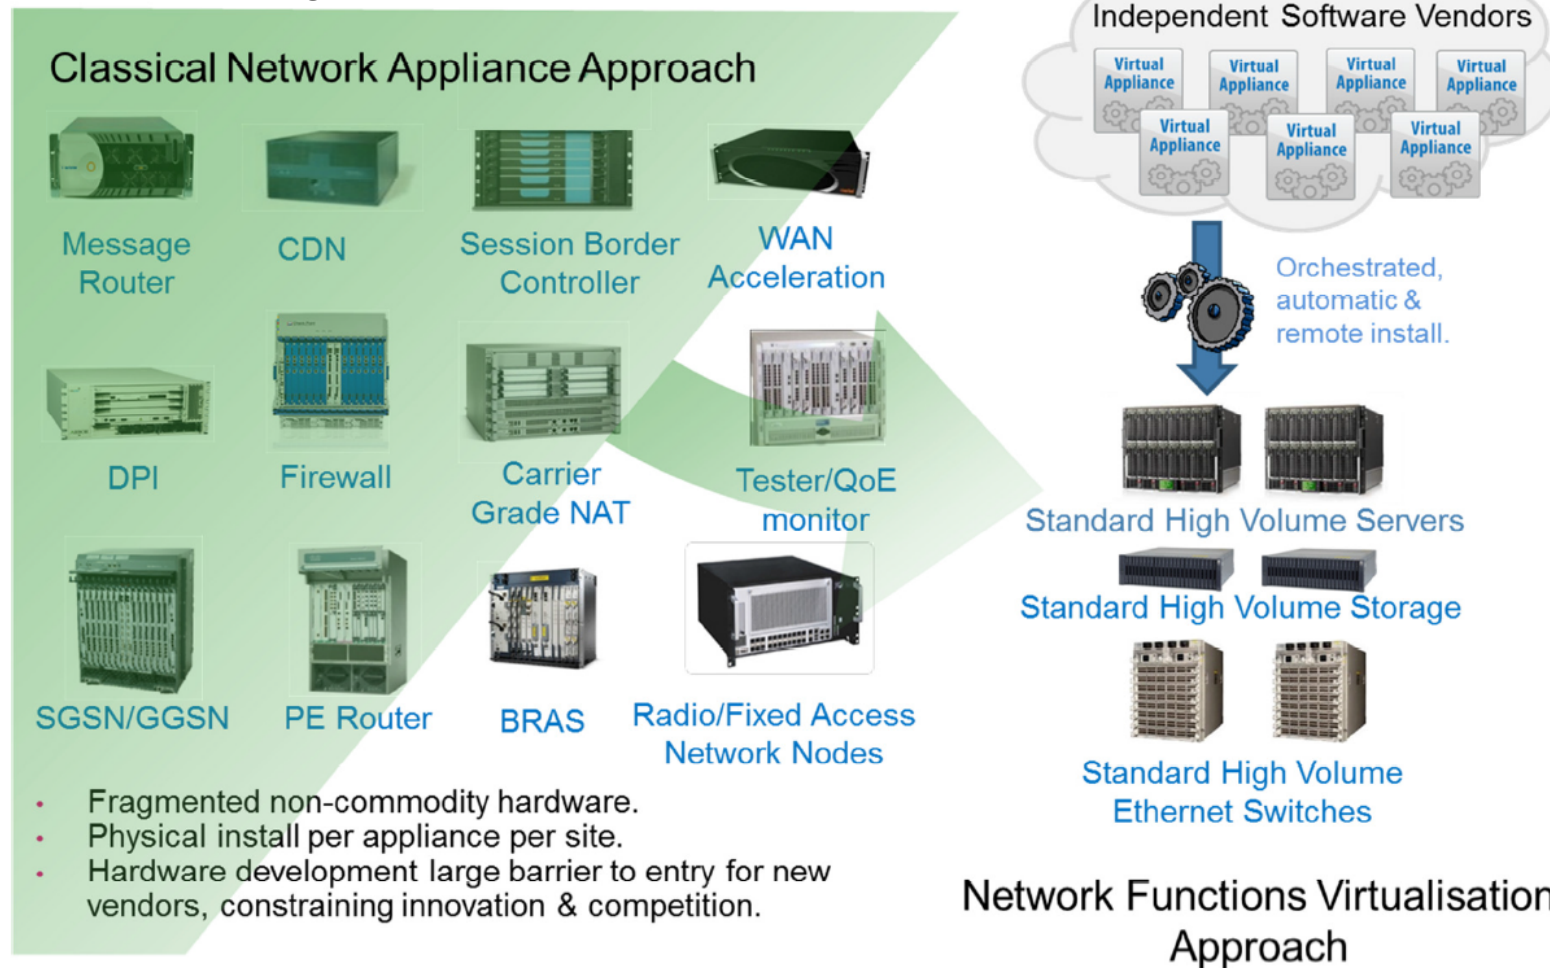 Classical Network Appliance Approach
Message
Router
CDN
Session Border
Controller
WAN
Acceleration
DPI
Firewall
Carrier
Grade NAT
Tester/QoE
monitor
SGSN/GGSN
PE Router
BRAS
Radio/Fixed Access
Network Nodes
• Fragmented non-commodity hardware.
• Physical install per appliance per site.
• Hardware development large barrier to entry for new
vendors, constraining innovation & competition.
Independent Software Vendors
Virtual
Appliance
Virtual
Appliance
Virtual
Appliance
Virtual
Appliance
Virtual
Appliance
Virtual
Appliance
Virtual
Appliance
Orchestrated,
automatic &
remote install.
Standard High Volume Servers
Standard High Volume Storage
Standard High Volume
Ethernet Switches
Network Functions Virtualisation
Approach